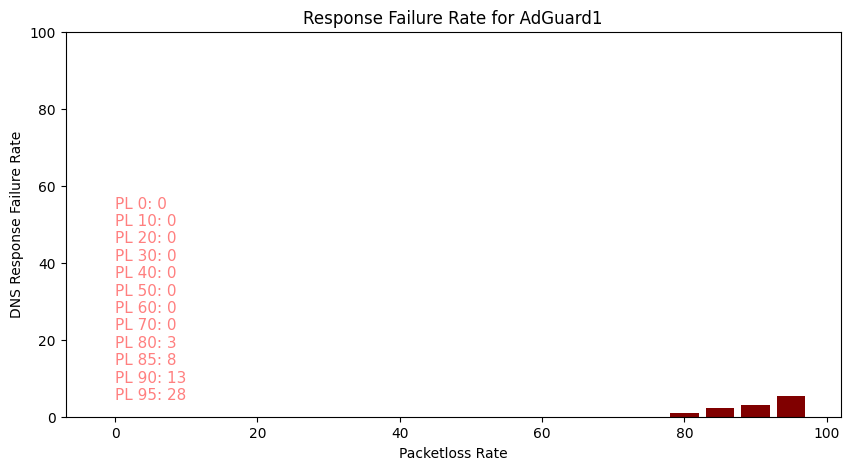 Response Failure Rate for AdGuard1
100
80
60
40
20
0
DNS Response Failure Rate
PL 0: 0
PL 10: 0
PL 20: 0
PL 30: 0
PL 40: 0
PL 50: 0
PL 60: 0
PL 70: 0
PL 80: 3
PL 85: 8
PL 90: 13
PL 95: 28
0 20 40 60 80 100
Packetloss Rate